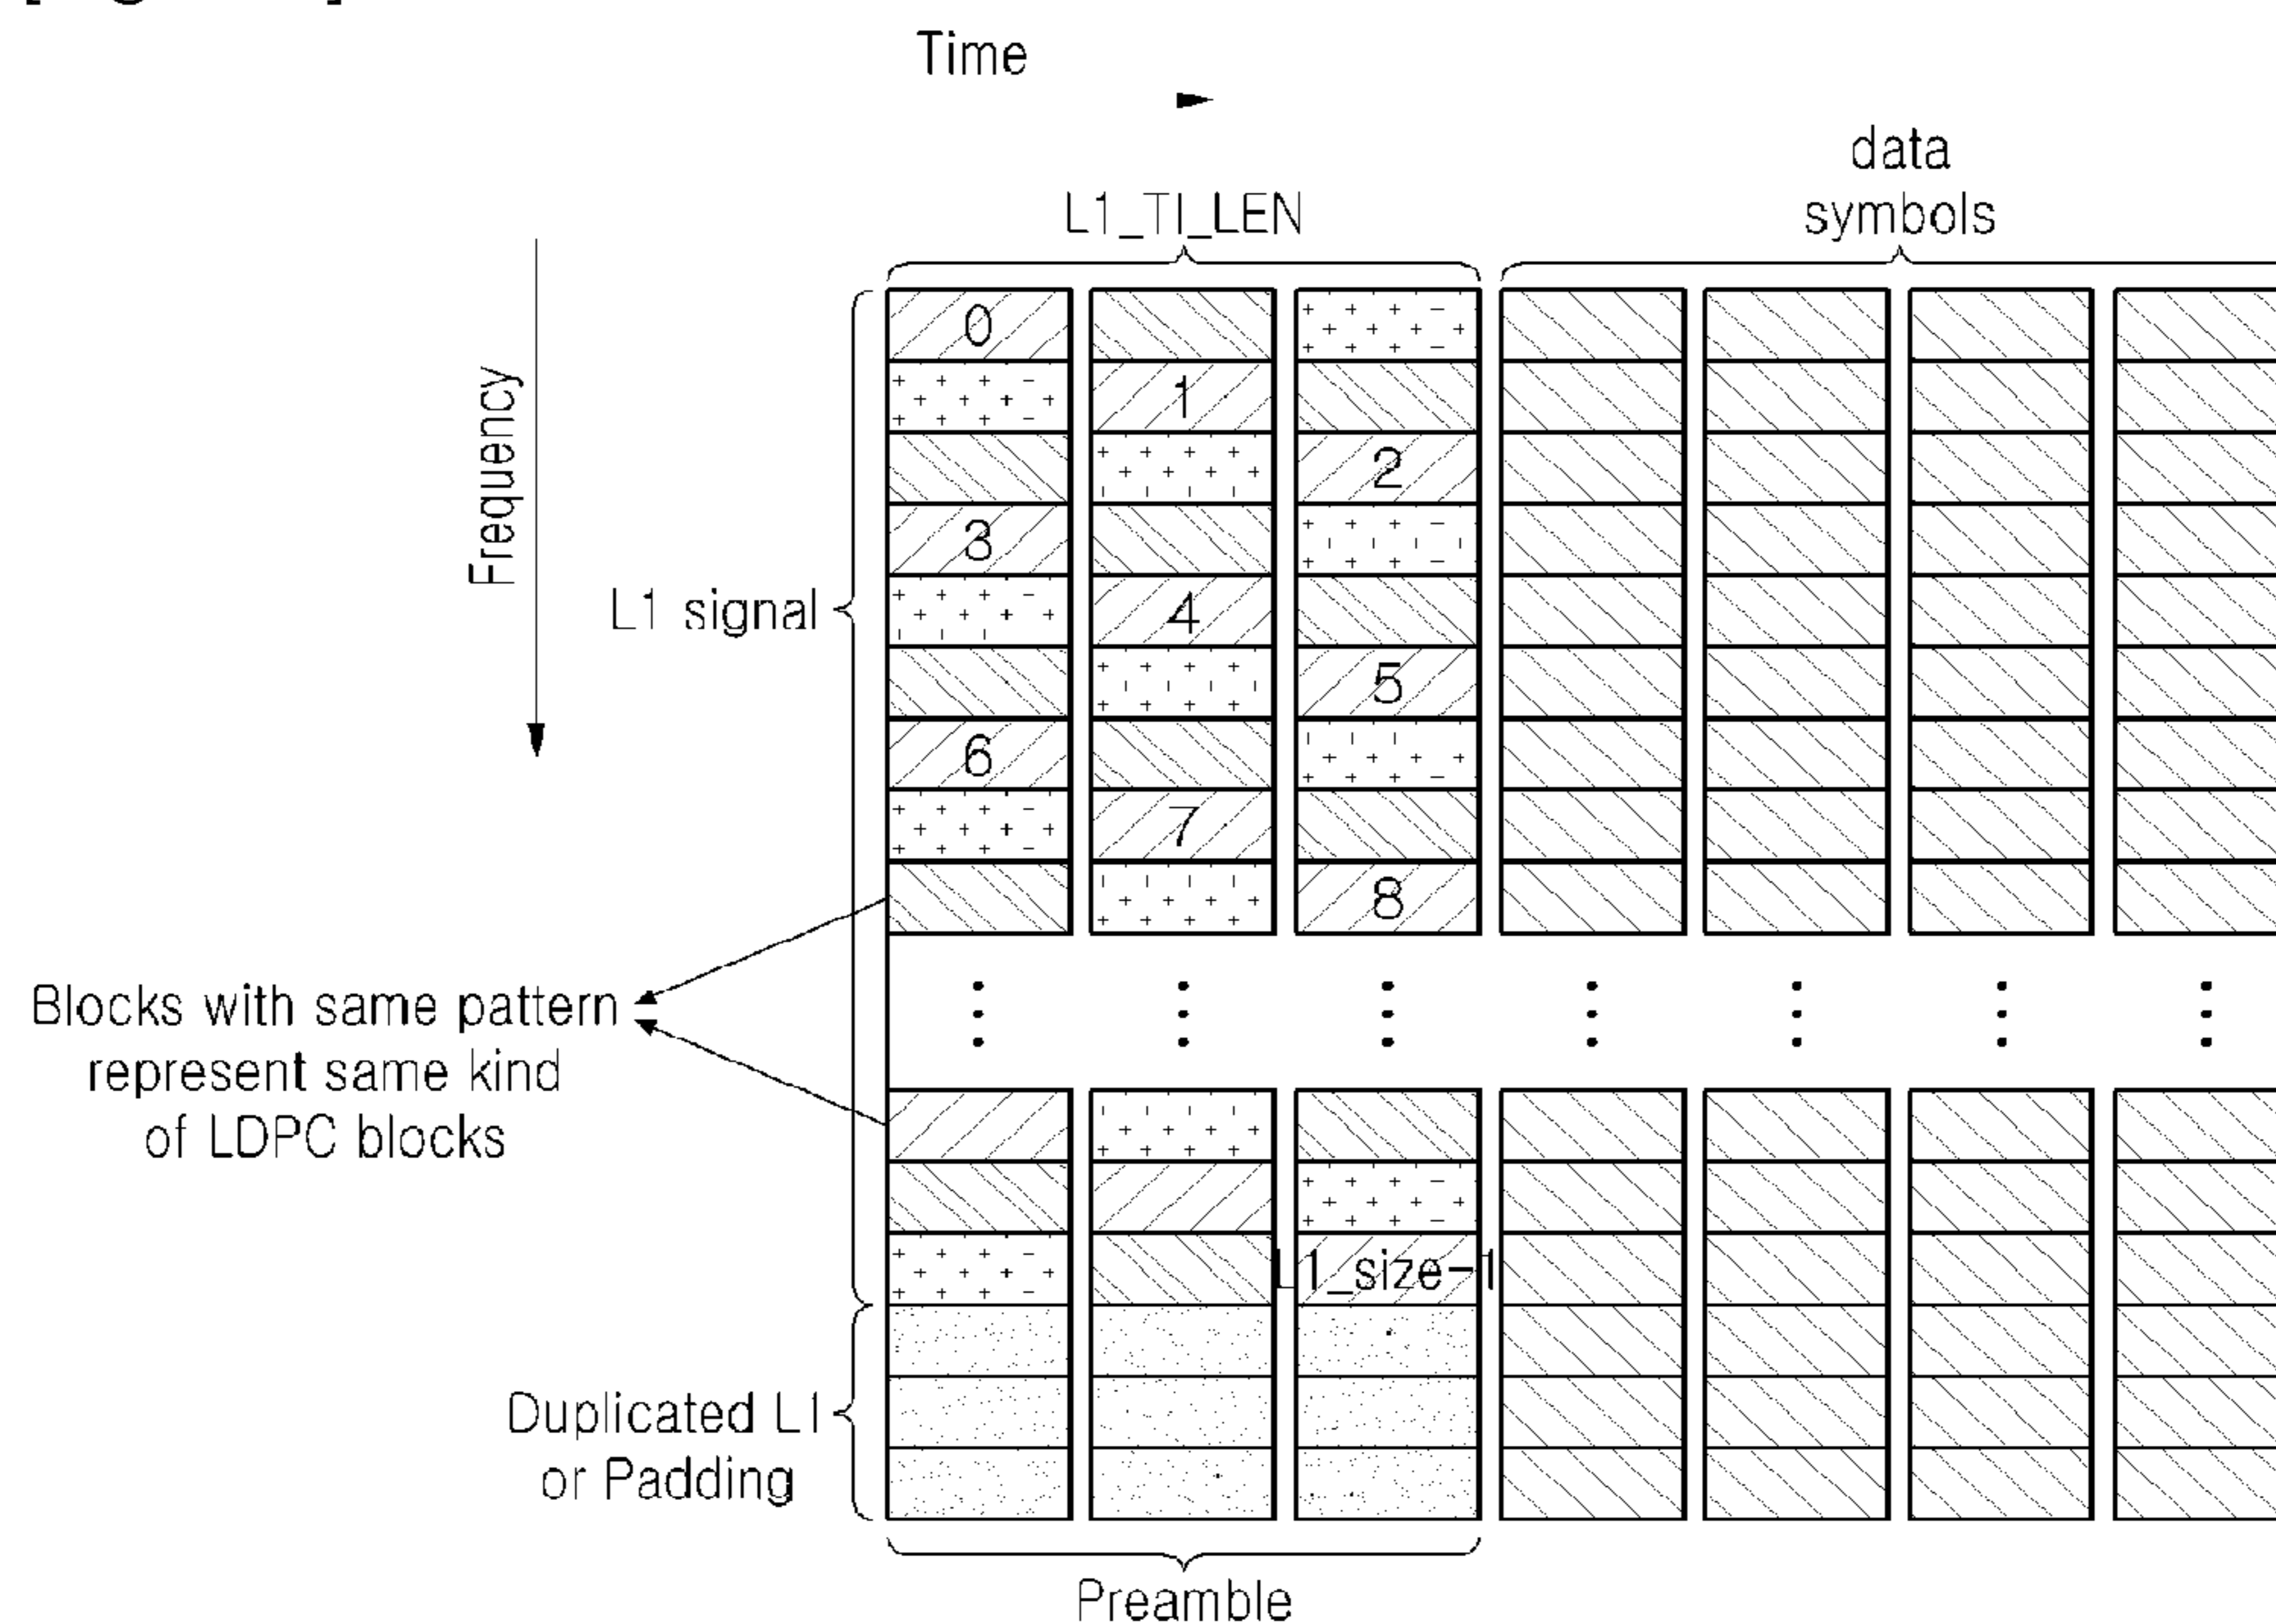 Time
data
symbols
L1_TI_LEN
Frequency
0
1
2
3
4
5
6
7
8
L1 signal
Blocks with same pattern
represent same kind
of LDPC blocks
L1_size-1
Duplicated L1
or Padding
Preamble